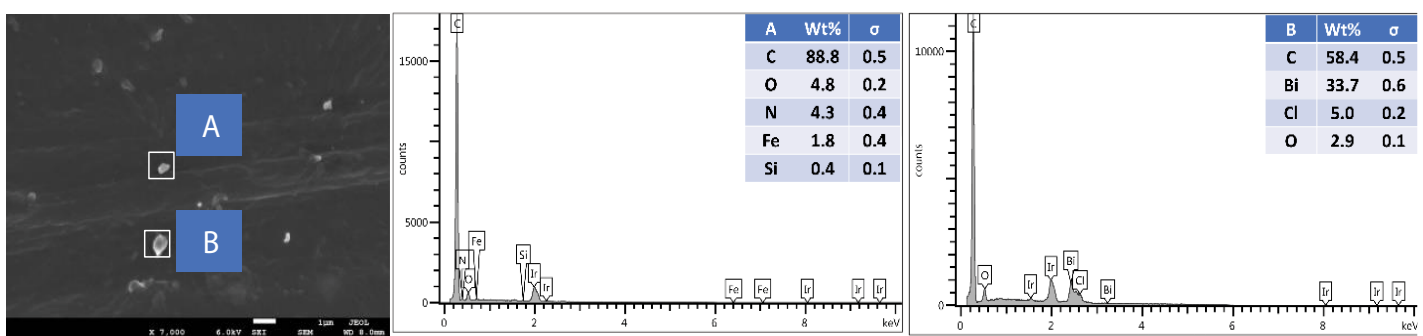 A
B
X 7,000 6.0kV SEI SEM
1μm JEOL
WD 8.0mm
C
15000
counts
N
O
Fe
5000
Si
Ir
Ir
Fe
Fe
Ir
Ir
Ir
0
0
2
4
6
8
keV
A Wt% σ
C 88.8 0.5
O 4.8 0.2
N 4.3 0.4
Fe 1.8 0.4
Si 0.4 0.1
C
10000
counts
O
Ir
Ir
Bi
Cl
Bi
Ir
Ir
Ir
0
0
2
4
6
8
keV
B Wt% σ
C 58.4 0.5
Bi 33.7 0.6
Cl 5.0 0.2
O 2.9 0.1